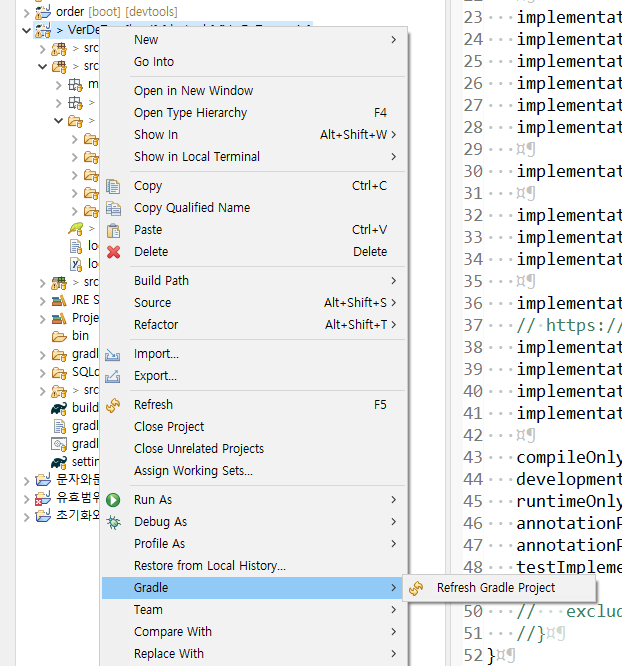 order [boot] [devtools]
> VerDe
> src
> src
m
>
>
>
lo
lo
> src
JRE S
Proje
bin
gradl
SQLd
> src
build
gradl
gradl
settin
문자와문
유효범위
초기화와
New
Go Into
Open in New Window
Open Type Hierarchy F4
Show In Alt+Shift+W >
Show in Local Terminal
Copy Ctrl+C
Copy Qualified Name
Paste Ctrl+V
Delete Delete
Build Path
Source Alt+Shift+S >
Refactor Alt+Shift+T >
Import...
Export...
Refresh F5
Close Project
Close Unrelated Projects
Assign Working Sets...
Run As
Debug As
Profile As
Restore from Local History...
Gradle
Team
Compare With
Replace With
Refresh Gradle Project
23 implementat
24 implementat
25 implementat
26 implementat
27 implementat
28 implementat
29 ¤¶
30 implementat
31 ¤¶
32 implementat
33 implementat
34 implementat
35 ¤¶
36 implementat
37 // https://
38 implementat
39 implementat
40 implementat
41 implementat
42 ¤¶
43 compileOnly
44 development
45 runtimeOnly
46 annotationP
47 annotationP
48 testImpleme
50 // exclud
51 //}¤¶
52 }¤¶